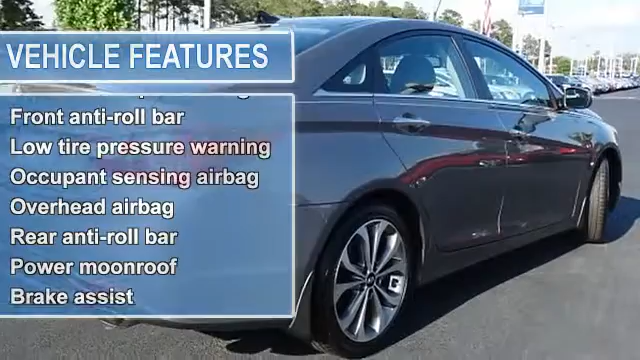 VEHICLE FEATURES
Front anti-roll bar
Low tire pressure warning
Occupant sensing airbag
Overhead airbag
Rear anti-roll bar
Power moonroof
Brake assist